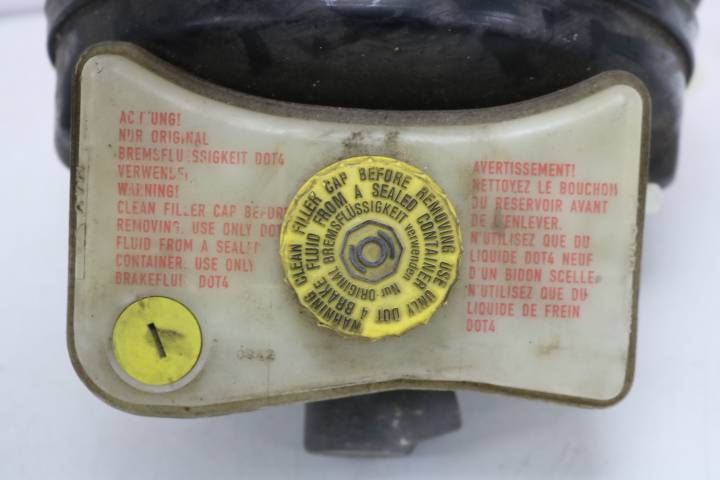 NUR ORIGINAL
DOT4
WARNING!
CLEAN FILLER CAP BEFORE
REMOVING. USE ONLY DOT
FLUID FROM A SEALED
CONTAINER. USE ONLY
BRAKEFLUID DOT4
0842
WARNING CLEAN FILLER CAP BEFORE REMOVING USE ONLY DOT
4 BRAKE FLUID FROM A SEALED CONTAINER
Nur ORIGINAL BREMSFLÜSSIGKEIT verwenden
AVERTISSEMENT!
NETTOYEZ LE BOUCHON
DU RESERVOIR AVANT
DE L'ENLEVER.
N'UTILISEZ QUE DU
LIQUIDE DOT4 NEUF
D'UN BIDON SCELLE.
N'UTILISEZ QUE DU
LIQUIDE DE FREIN
DOT4